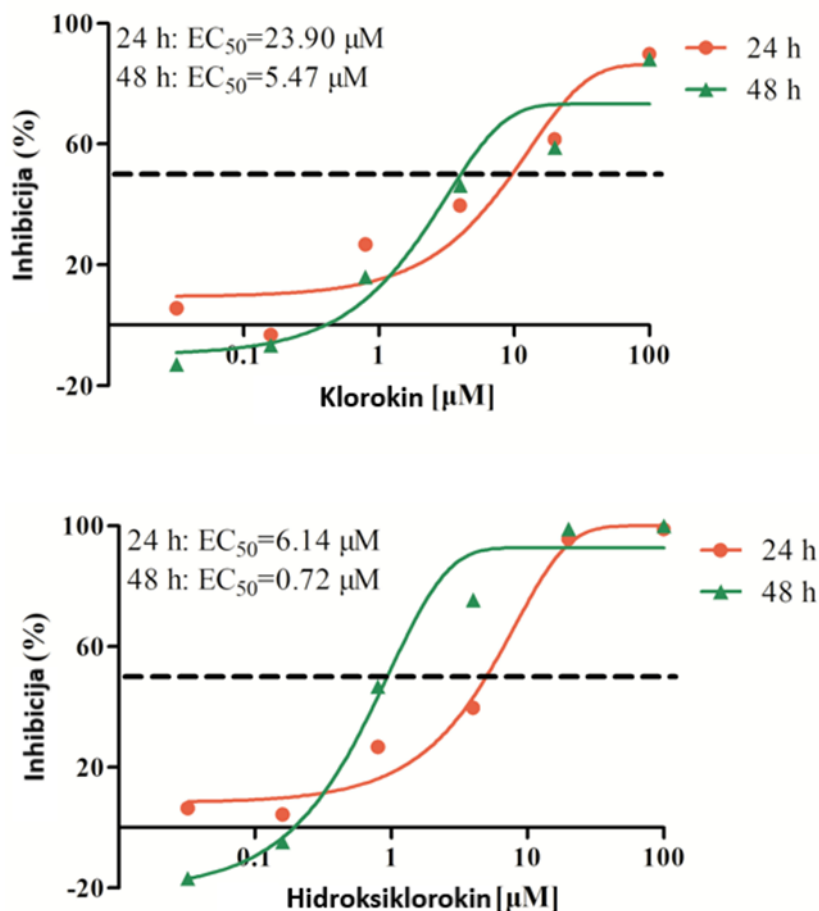 100
24 h: EC₅₀=23.90 μM
48 h: EC₅₀=5.47 μM
24 h
48 h
60
20
-20
Inhibicija (%)
0.1 1 10 100
Klorokin [μM]
100
24 h: EC₅₀=6.14 μM
48 h: EC₅₀=0.72 μM
24 h
48 h
60
20
-20
Inhibicija (%)
0.1 1 10 100
Hidroksiklorokin [μM]